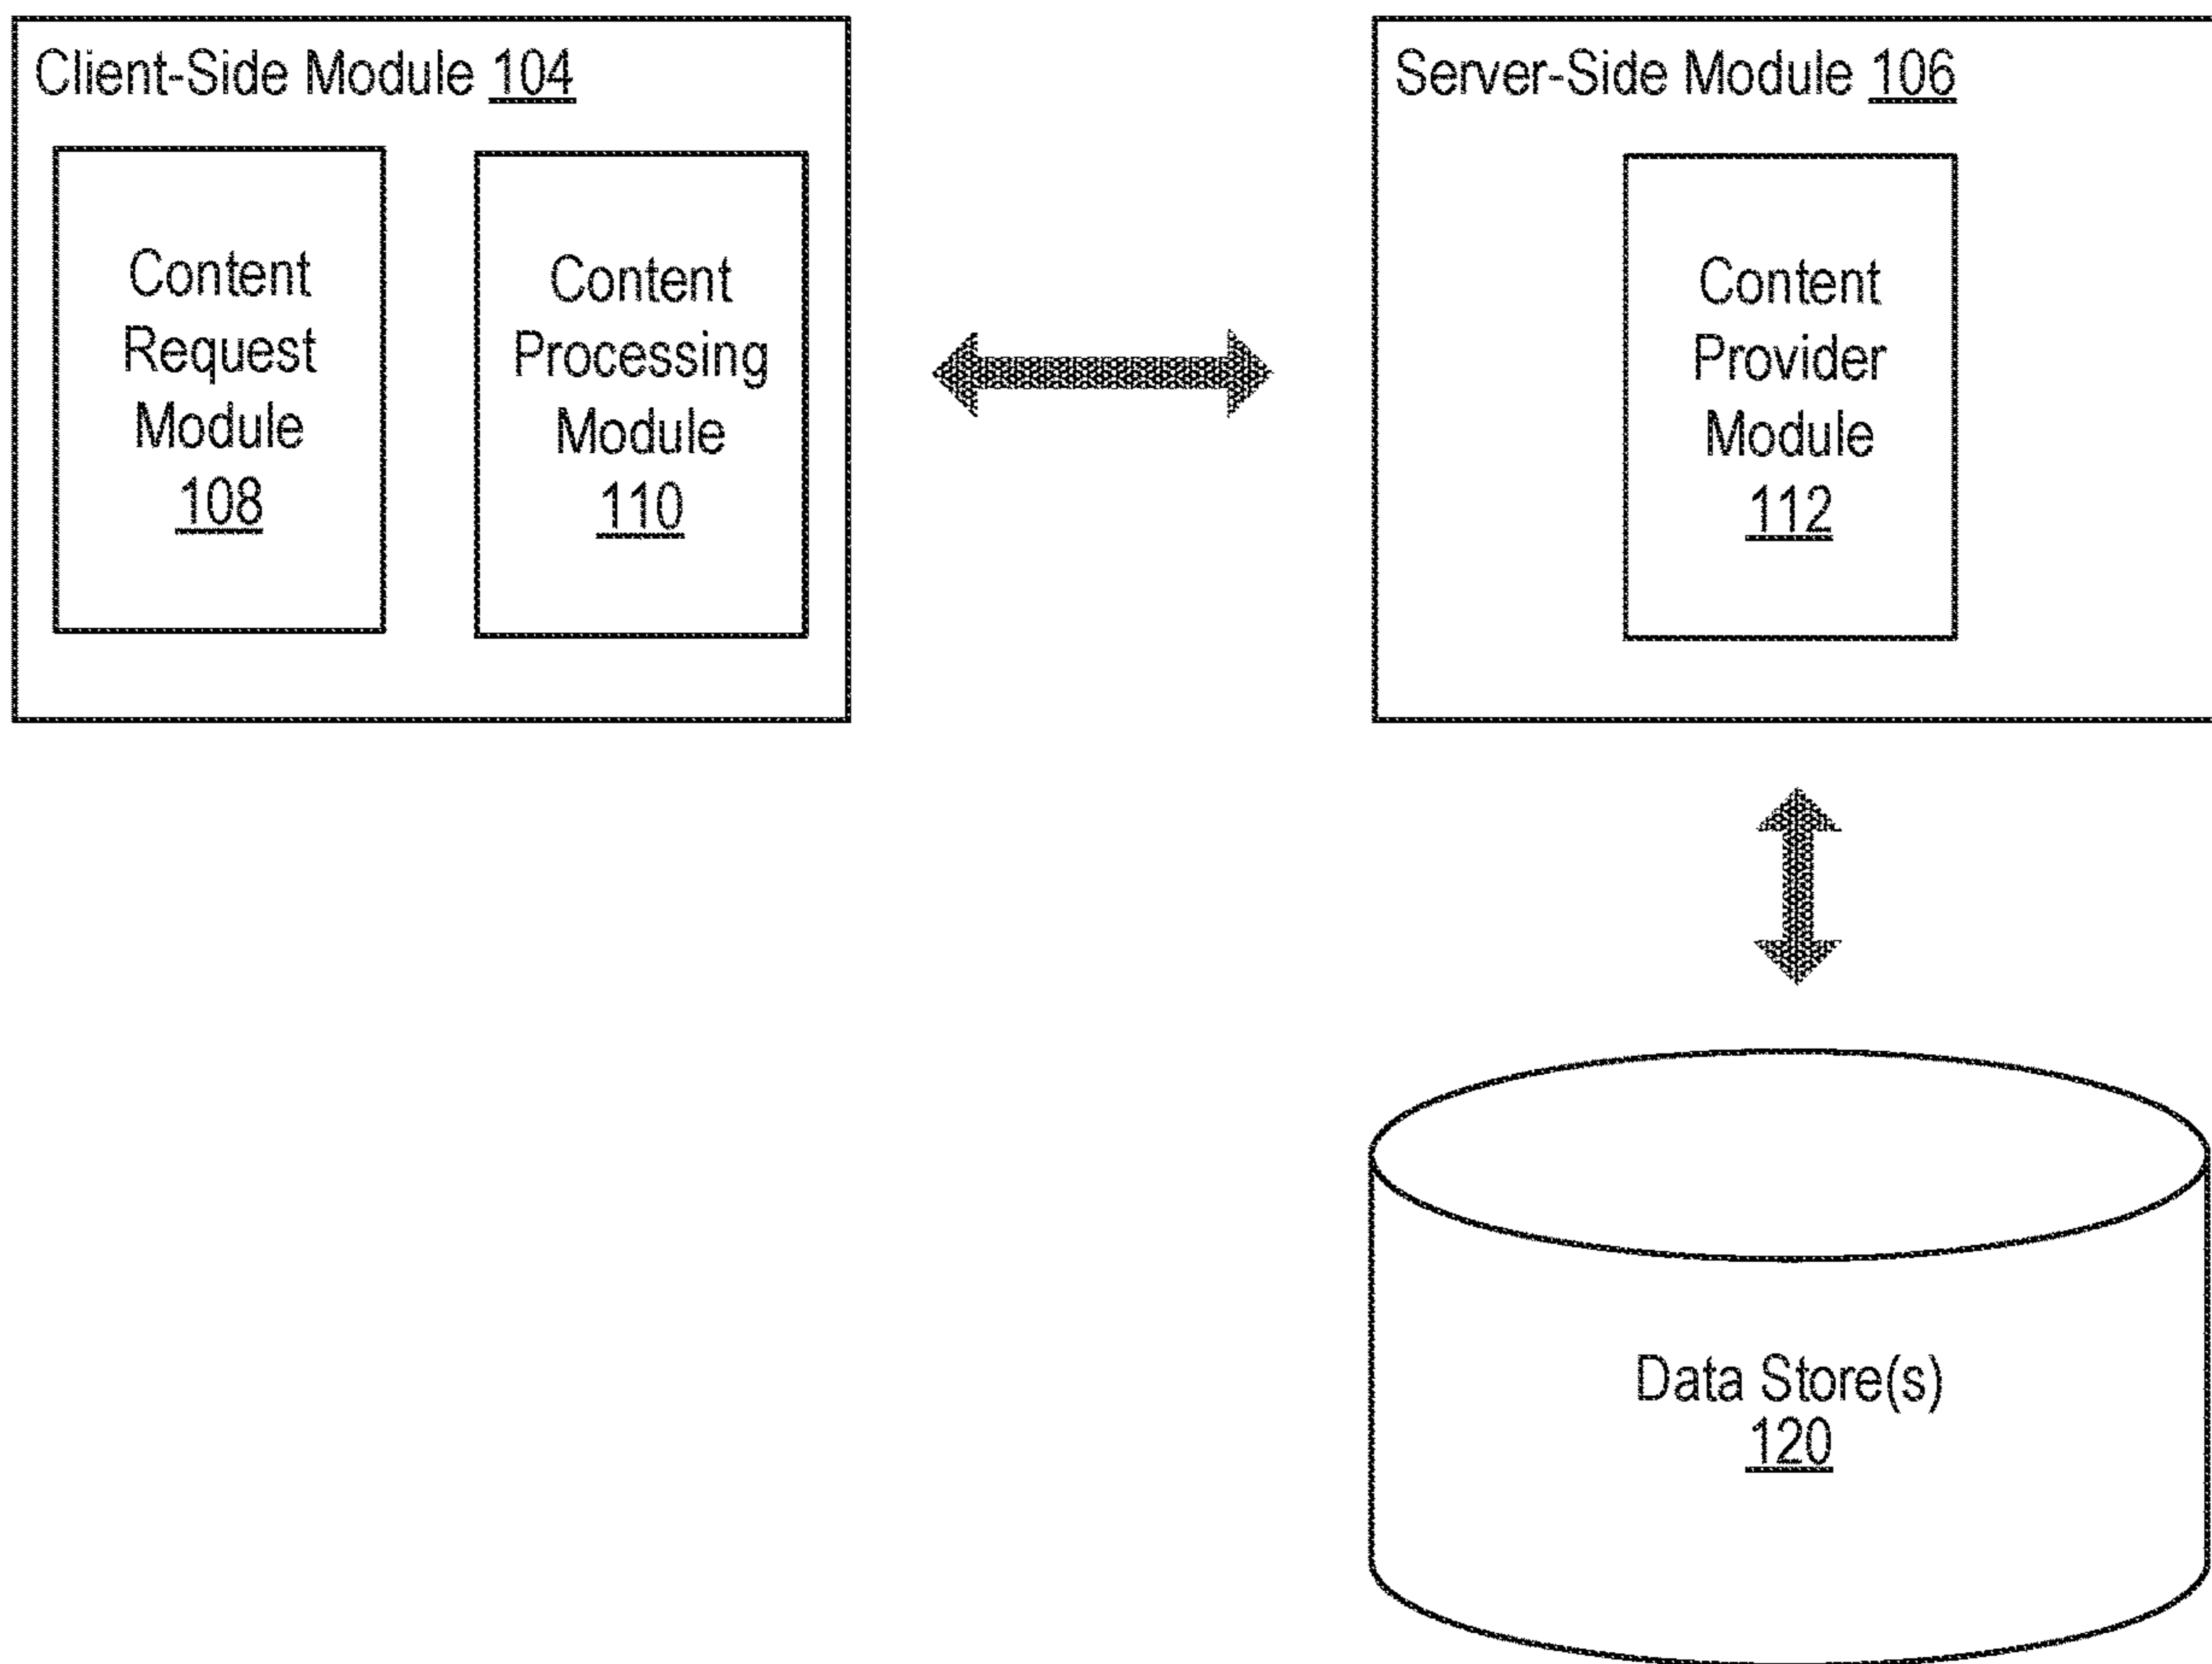 Client-Side Module 104
Content
Request
Module
108
Content
Processing
Module
110
Server-Side Module 106
Content
Provider
Module
112
Data Store(s)
120